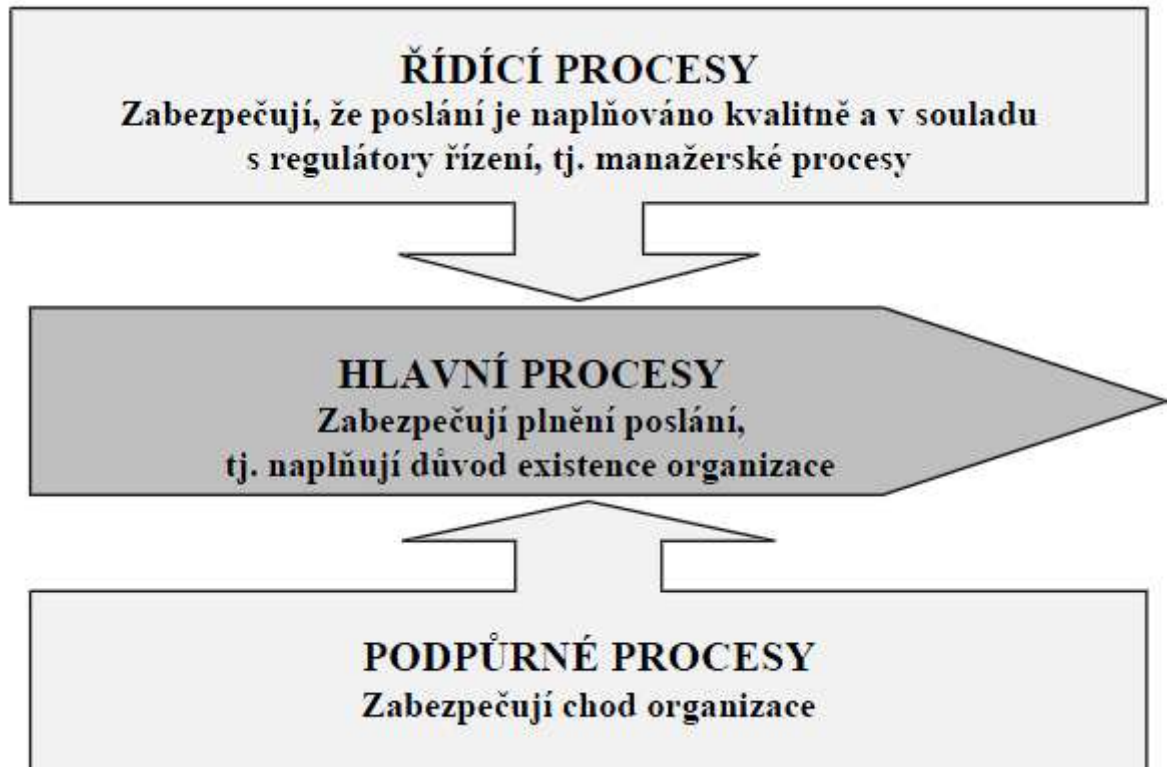 ŘÍDÍCÍ PROCESY
Zabezpečují, že poslání je naplňováno kvalitně a v souladu
s regulátory řízení, tj. manažerské procesy
HLAVNÍ PROCESY
Zabezpečují plnění poslání,
tj. naplňují důvod existence organizace
PODPŮRNÉ PROCESY
Zabezpečují chod organizace